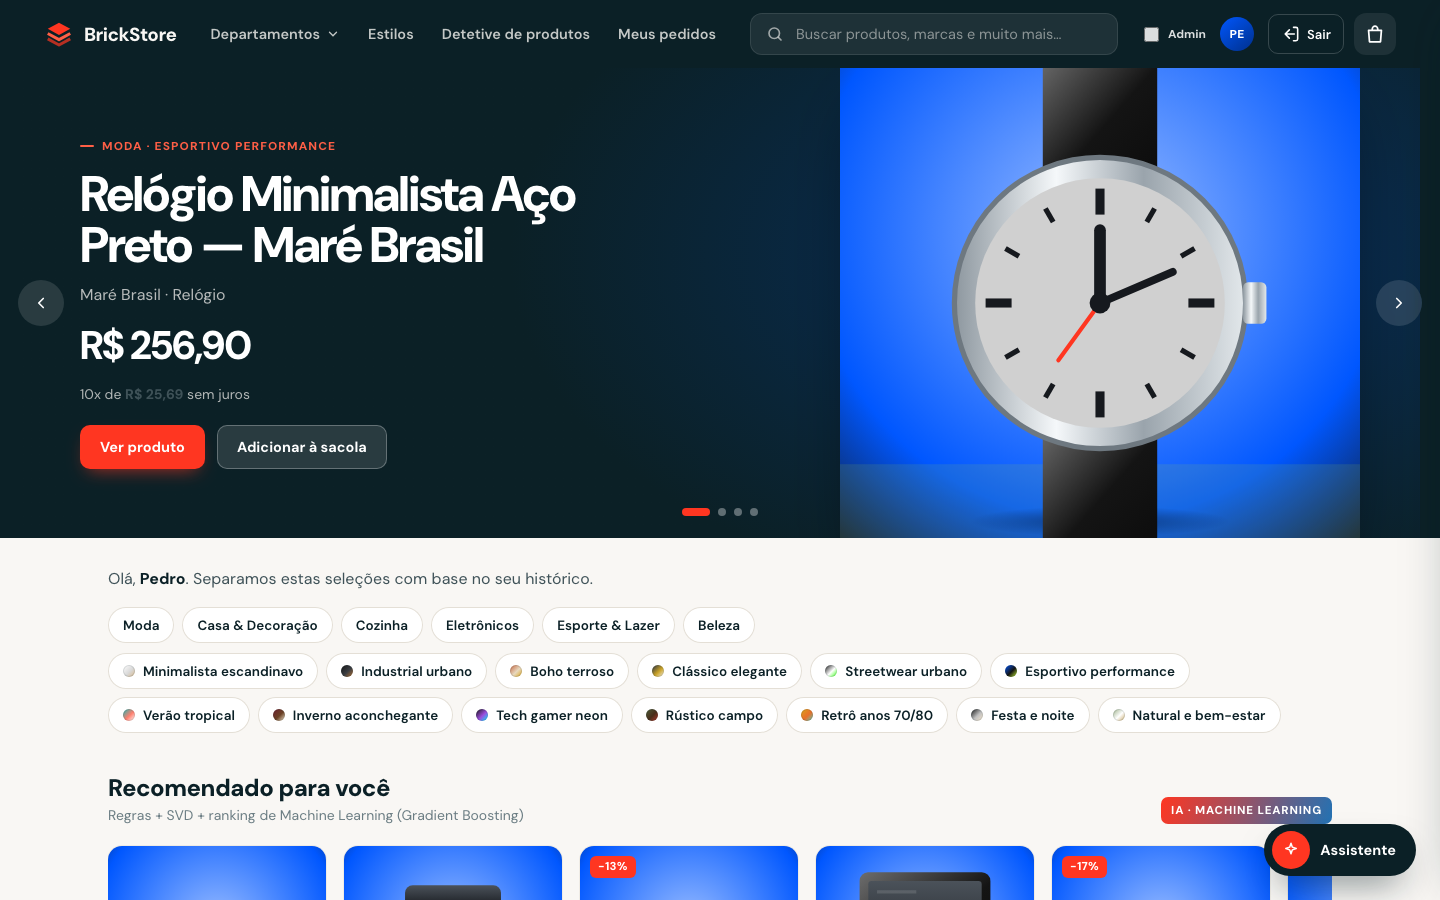 BrickStore
Departamentos
Estilos
Detetive de produtos
Meus pedidos
Buscar produtos, marcas e muito mais...
Admin
PE
Sair
MODA · ESPORTIVO PERFORMANCE
Relógio Minimalista Aço
Preto — Maré Brasil
Maré Brasil · Relógio
R$ 256,90
10x de R$ 25,69 sem juros
Ver produto
Adicionar à sacola
Olá, Pedro. Separamos estas seleções com base no seu histórico.
Moda
Casa & Decoração
Cozinha
Eletrônicos
Esporte & Lazer
Beleza
Minimalista escandinavo
Industrial urbano
Boho terroso
Clássico elegante
Streetwear urbano
Esportivo performance
Verão tropical
Inverno aconchegante
Tech gamer neon
Rústico campo
Retrô anos 70/80
Festa e noite
Natural e bem-estar
Recomendado para você
Regras + SVD + ranking de Machine Learning (Gradient Boosting)
IA · MACHINE LEARNING
-13%
-17%
Assistente